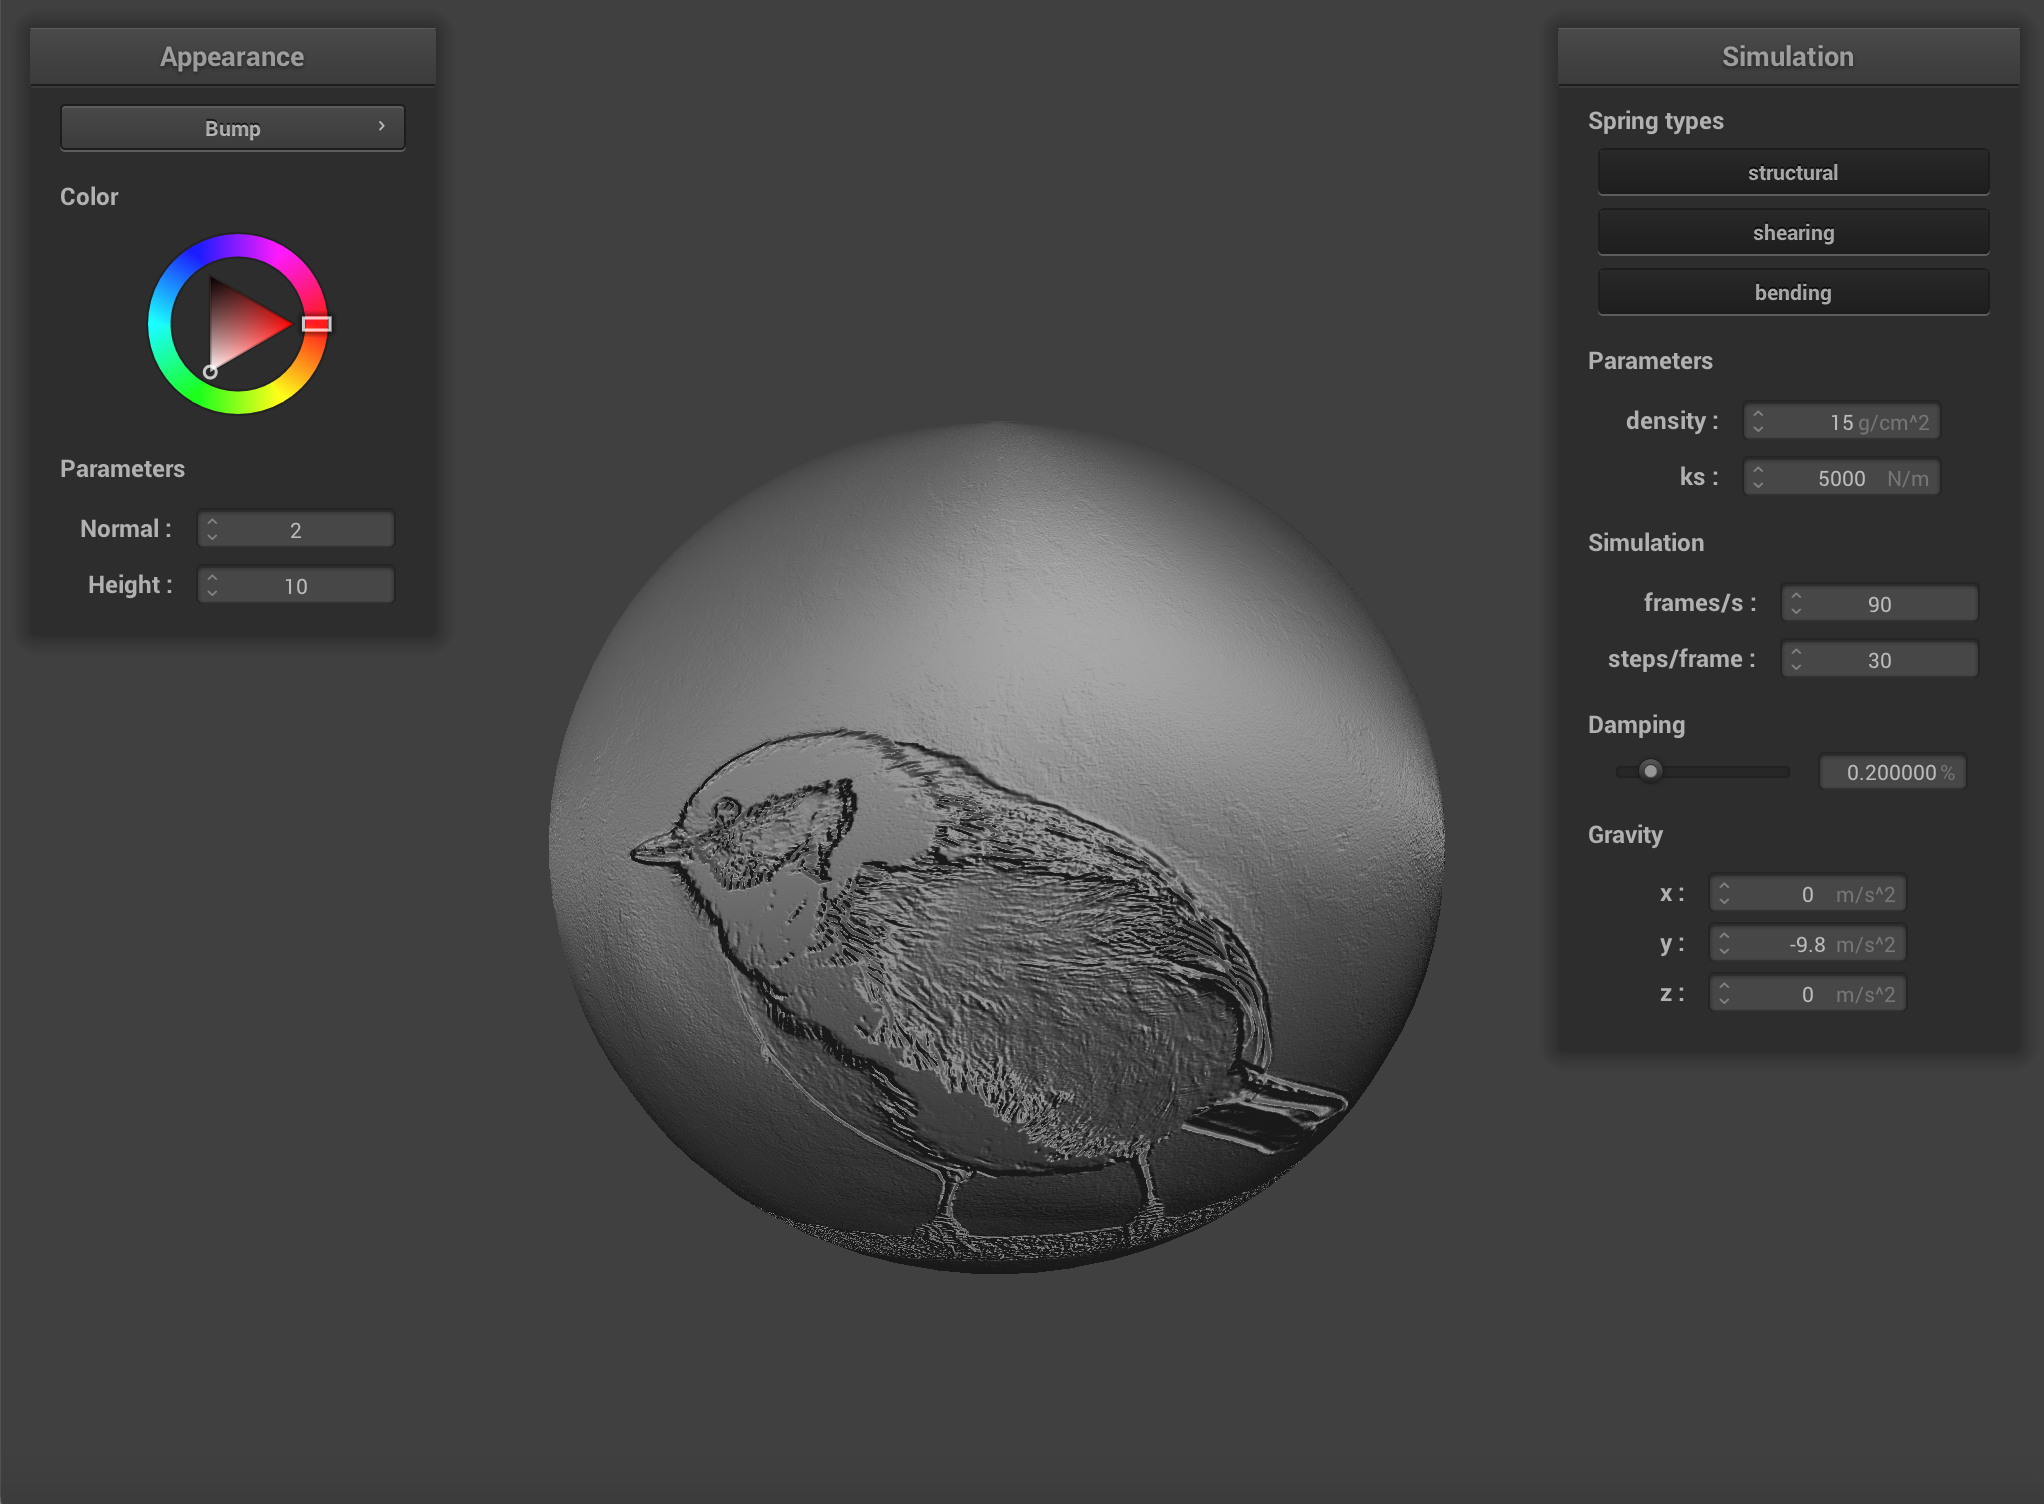 Appearance
Bump
Color
Parameters
Normal :
2
Height :
10
Simulation
Spring types
structural
shearing
bending
Parameters
density :
15 g/cm^2
ks :
5000 N/m
Simulation
frames/s :
90
steps/frame :
30
Damping
0.200000 %
Gravity
x :
0 m/s^2
y :
-9.8 m/s^2
z :
0 m/s^2